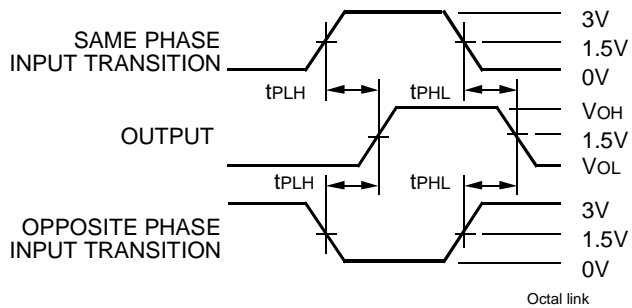 3V
SAME PHASE
INPUT TRANSITION
1.5V
0V
tPLH
tPHL
VOH
OUTPUT
1.5V
VOL
tPLH
tPHL
3V
OPPOSITE PHASE
INPUT TRANSITION
1.5V
0V
Octal link